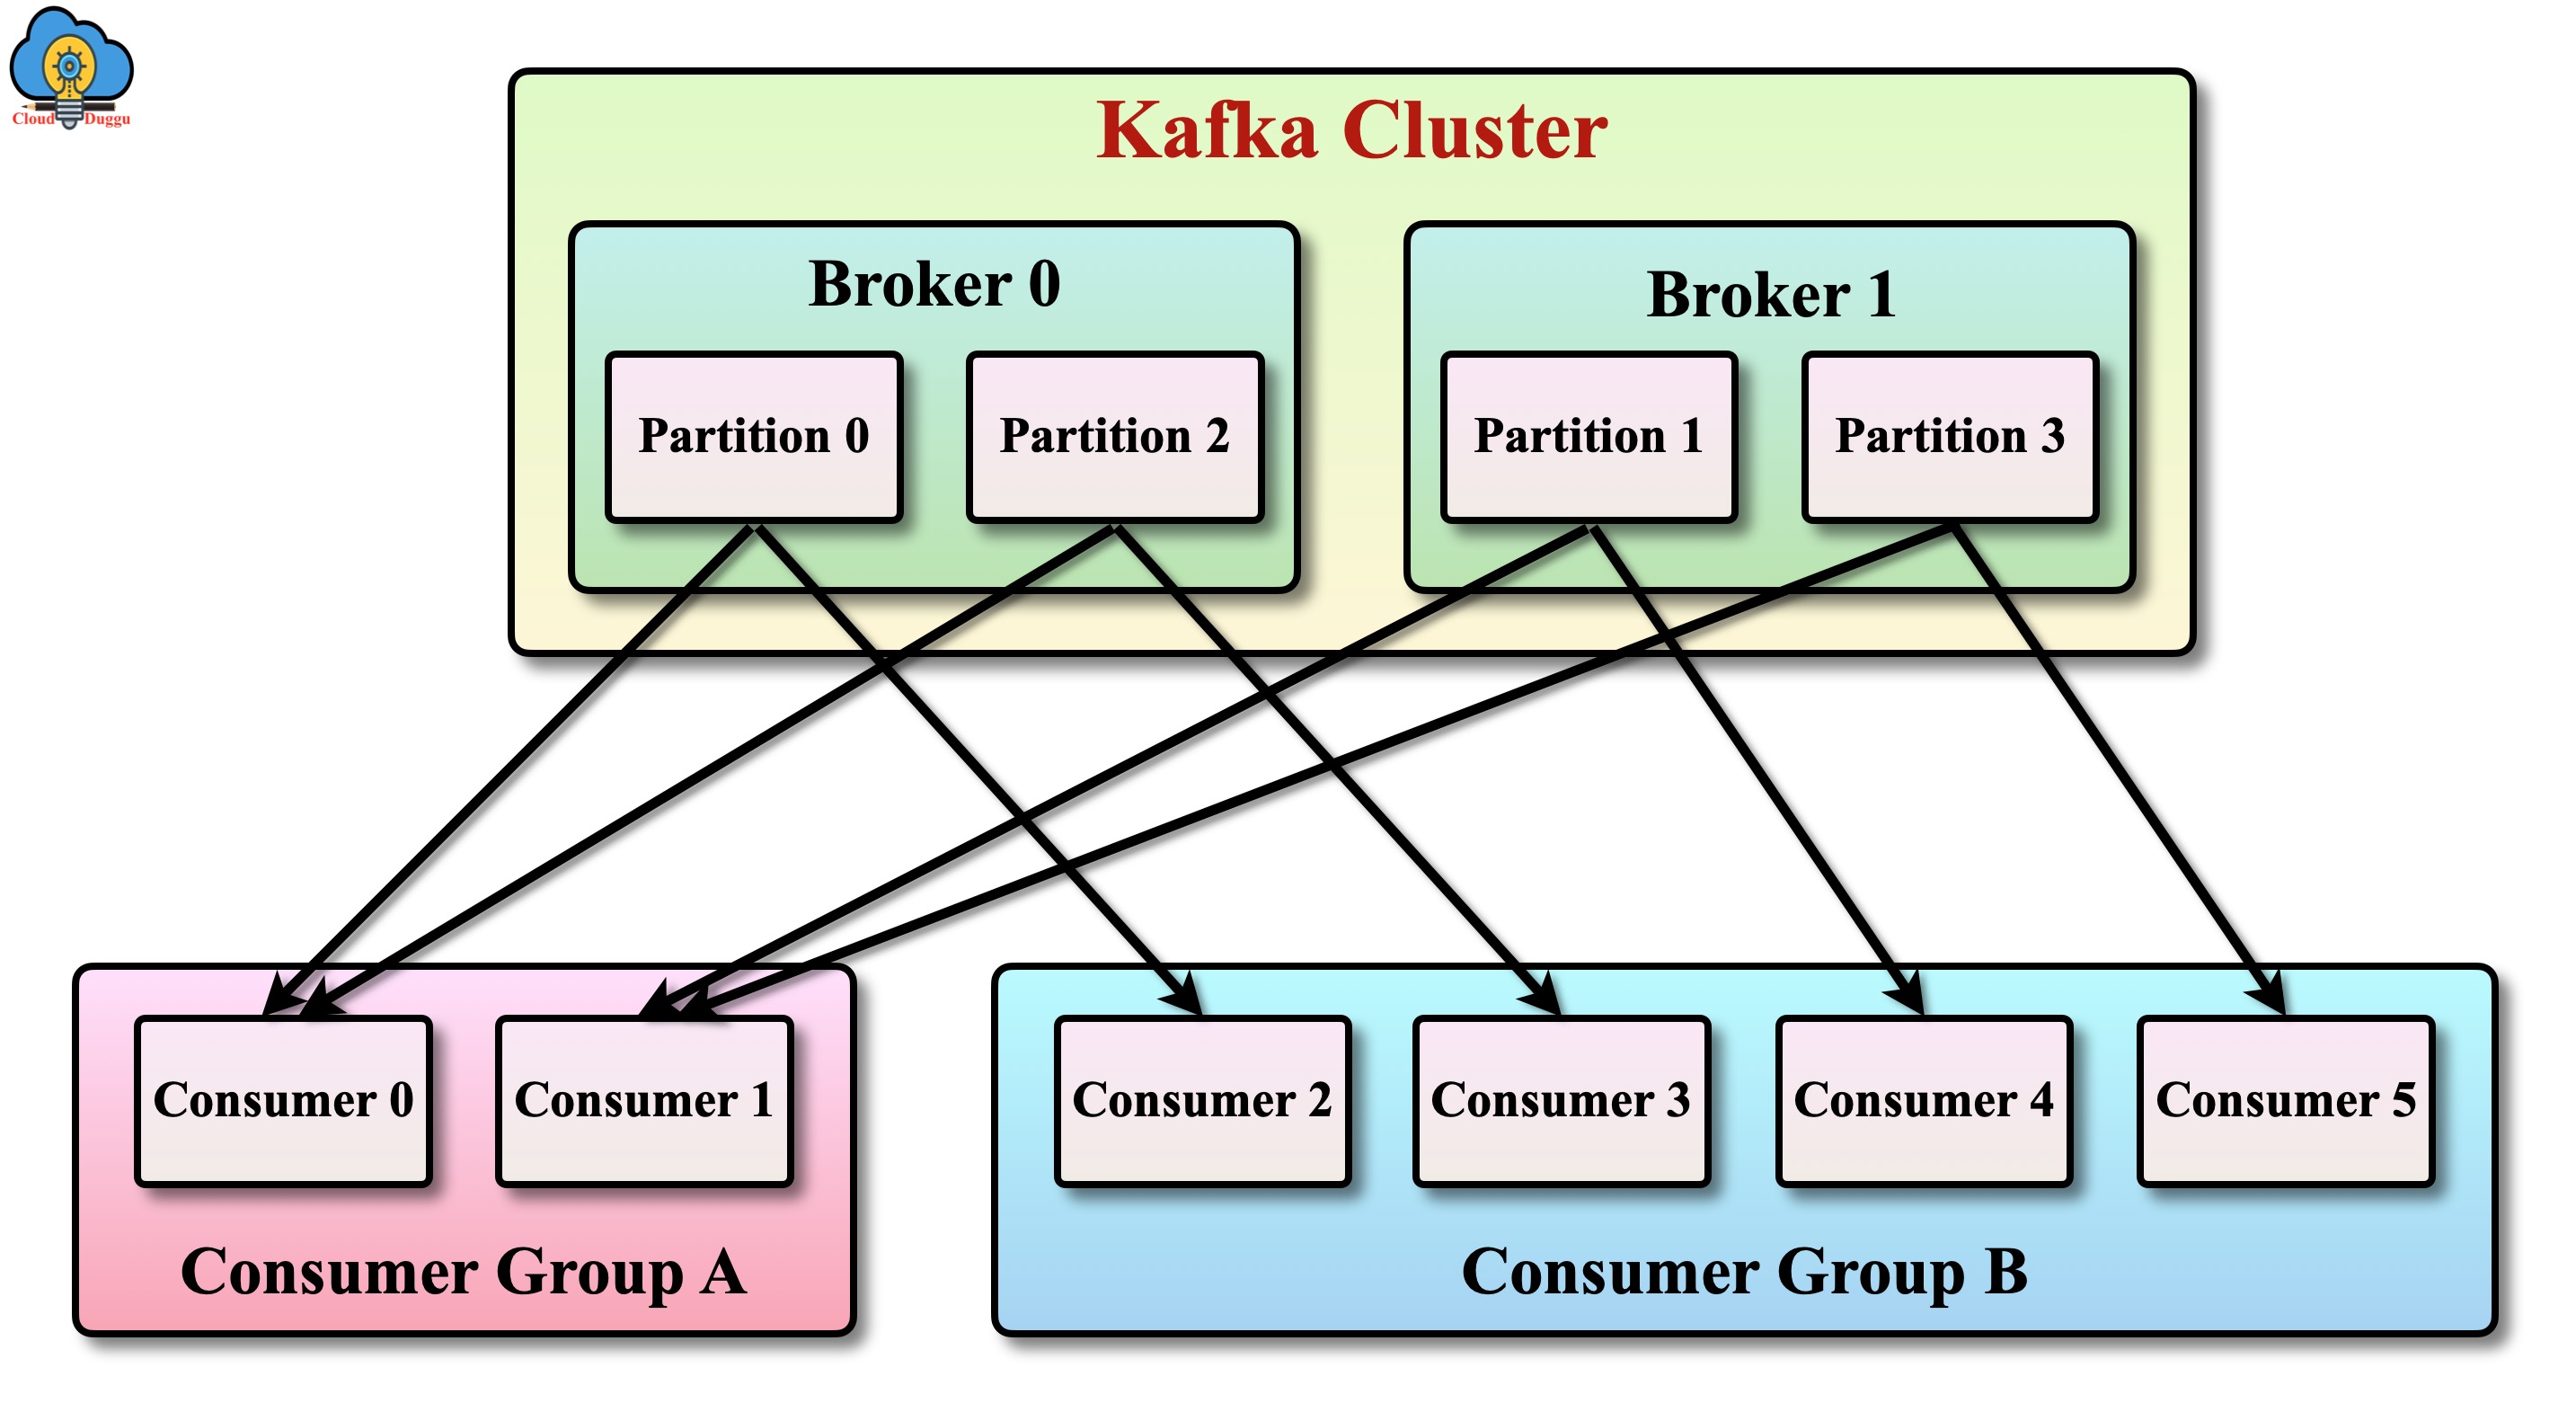 Cloud Duggu
Kafka Cluster
Broker 0
Broker 1
Partition 0
Partition 2
Partition 1
Partition 3
Consumer 0
Consumer 1
Consumer 2
Consumer 3
Consumer 4
Consumer 5
Consumer Group A
Consumer Group B